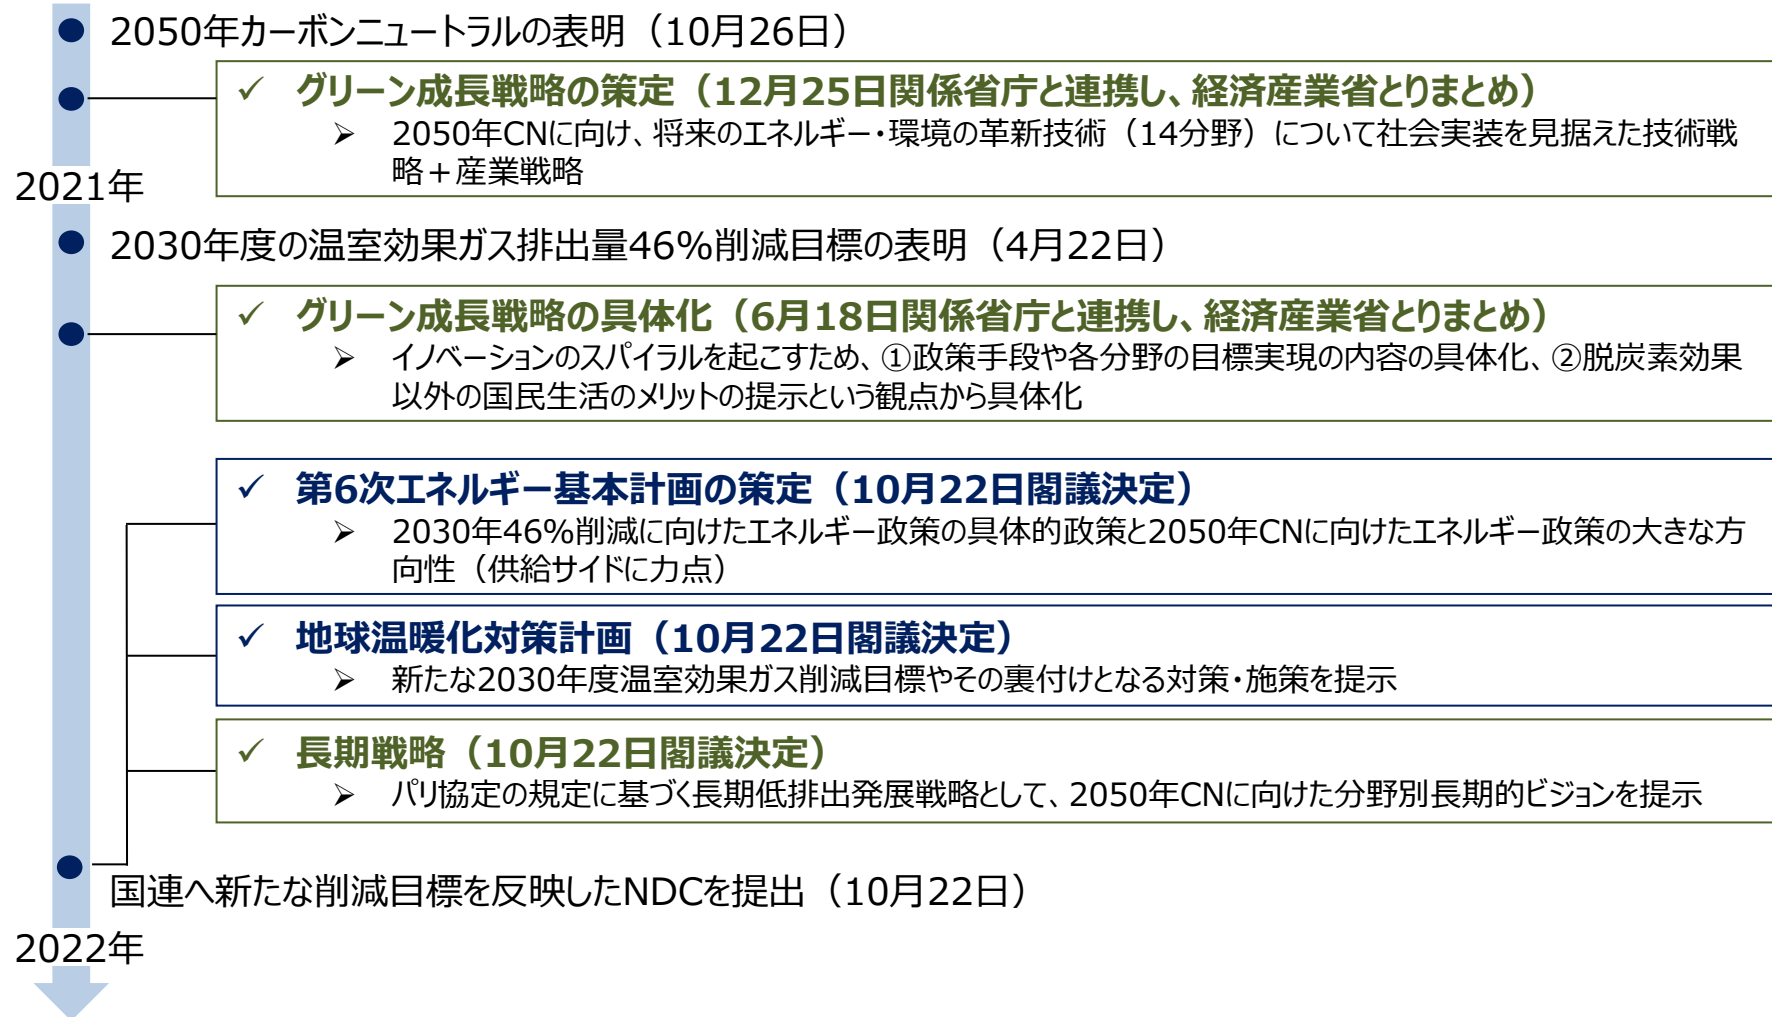 2050年カーボンニュートラルの表明（10月26日）
✓ グリーン成長戦略の策定（12月25日関係省庁と連携し、経済産業省とりまとめ）
➢ 2050年CNに向け、将来のエネルギー・環境の革新技術（14分野）について社会実装を見据えた技術戦
略＋産業戦略
2021年
2030年度の温室効果ガス排出量46%削減目標の表明（4月22日）
✓ グリーン成長戦略の具体化（6月18日関係省庁と連携し、経済産業省とりまとめ）
➢ イノベーションのスパイラルを起こすため、①政策手段や各分野の目標実現の内容の具体化、②脱炭素効果
以外の国民生活のメリットの提示という観点から具体化
✓ 第6次エネルギー基本計画の策定（10月22日閣議決定）
➢ 2030年46%削減に向けたエネルギー政策の具体的政策と2050年CNに向けたエネルギー政策の大きな方
向性（供給サイドに力点）
✓ 地球温暖化対策計画（10月22日閣議決定）
➢ 新たな2030年度温室効果ガス削減目標やその裏付けとなる対策・施策を提示
✓ 長期戦略（10月22日閣議決定）
➢ パリ協定の規定に基づく長期低排出発展戦略として、2050年CNに向けた分野別長期的ビジョンを提示
国連へ新たな削減目標を反映したNDCを提出（10月22日）
2022年